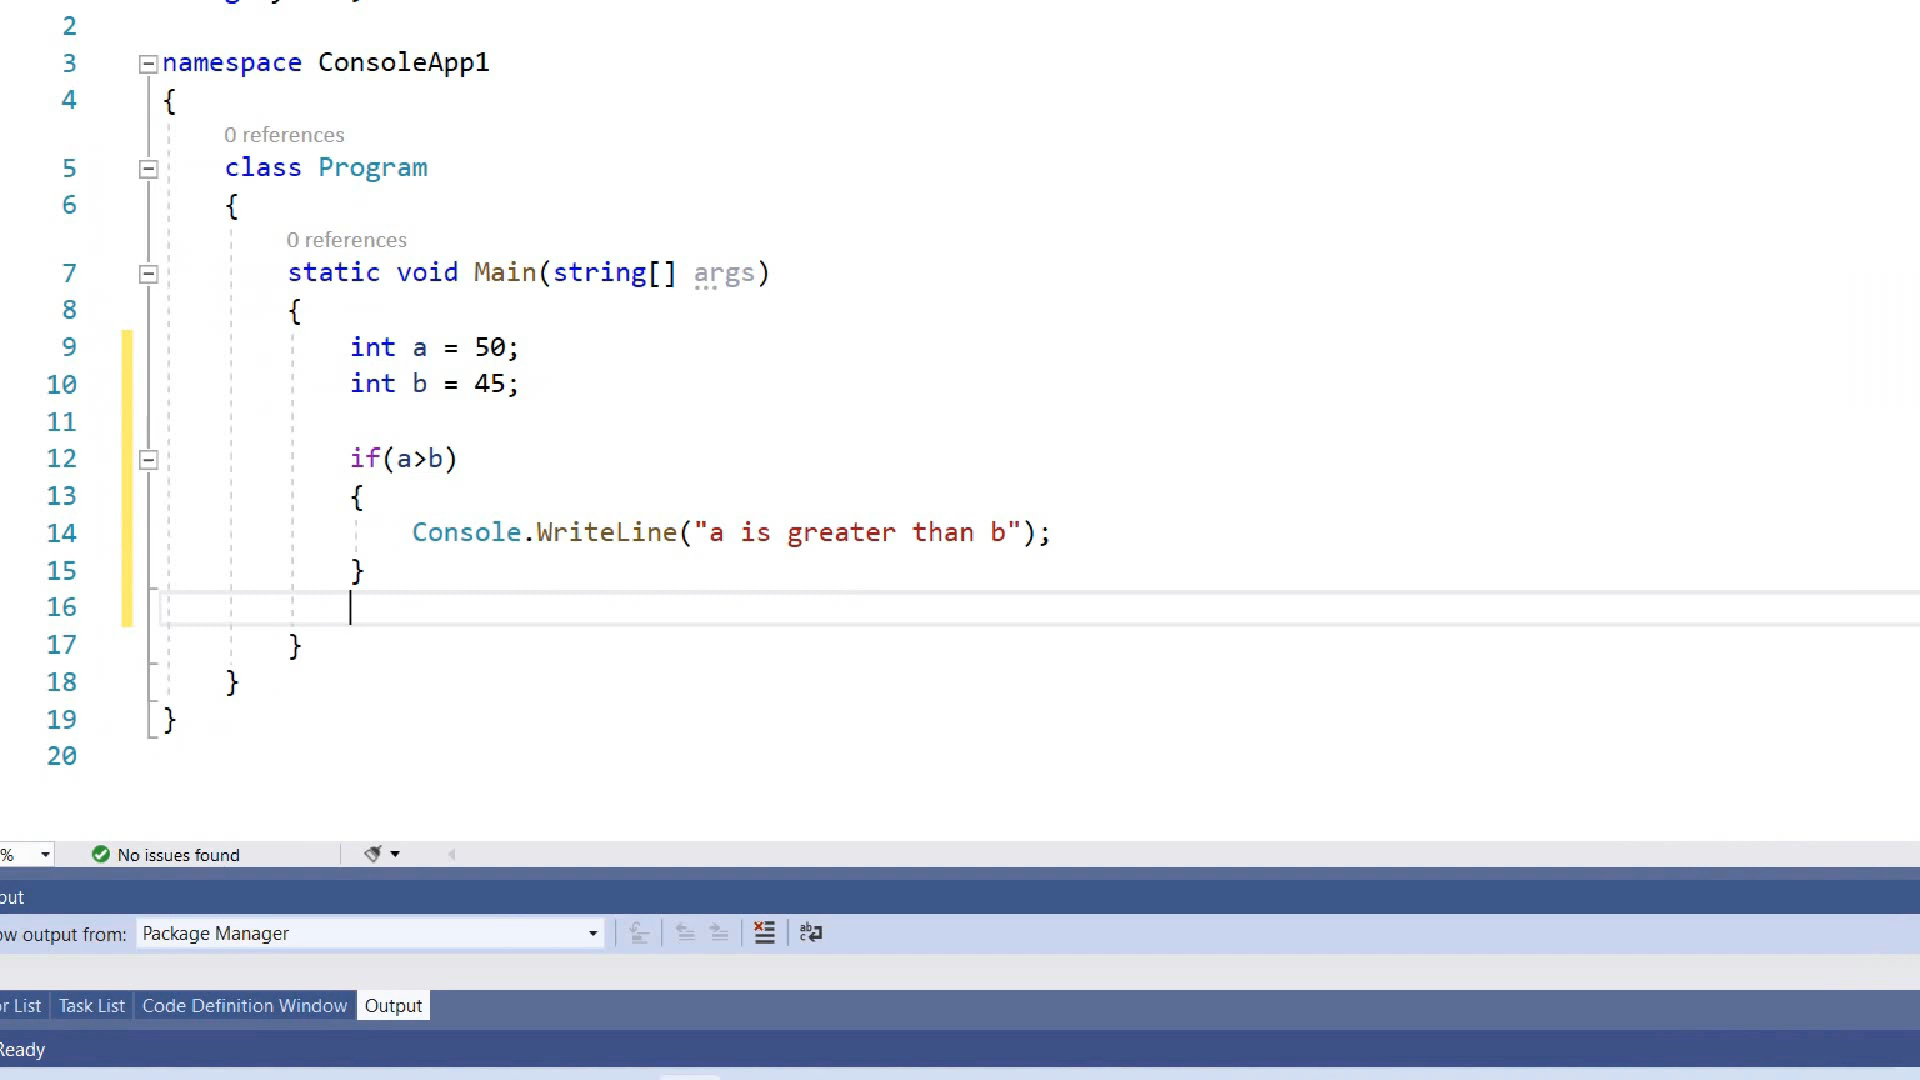 2
3 namespace ConsoleApp1
4 {
0 references
5 class Program
6 {
0 references
7 static void Main(string[] args)
8 {
9 int a = 50;
10 int b = 45;
11
12 if(a>b)
13 {
14 Console.WriteLine("a is greater than b");
15 }
16
17 }
18 }
19 }
20
% No issues found
put
ow output from: Package Manager
or List Task List Code Definition Window Output
Ready